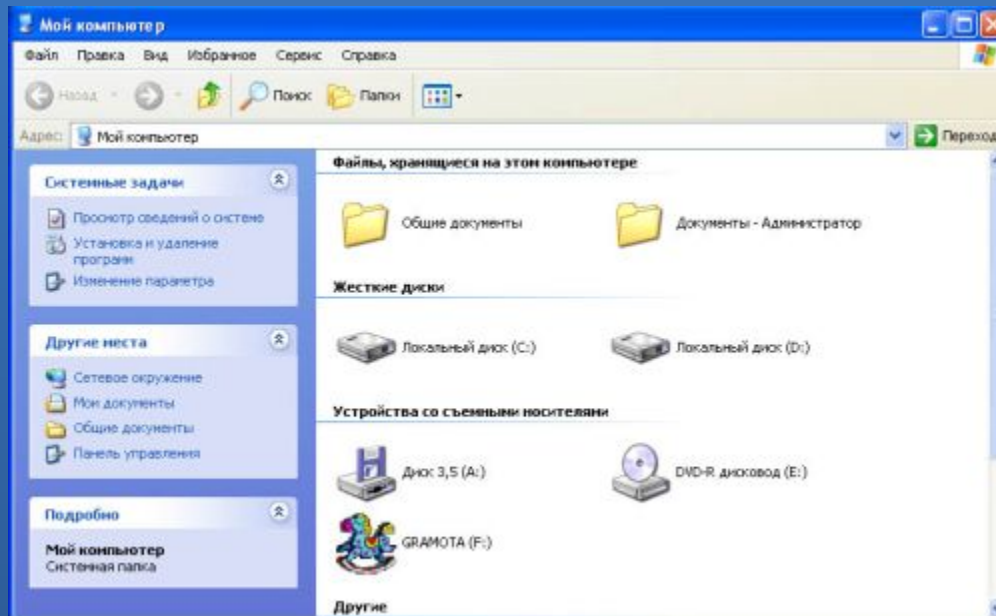 Мой компьютер
Файл Правка Вид Избранное Сервис Справка
Назад Поиск Папки
Адрес: Мой компьютер Переход
Системные задачи
Просмотр сведений о системе
Установка и удаление
программ
Изменение параметра
Другие места
Сетевое окружение
Мои документы
Общие документы
Панель управления
Подробно
Мой компьютер
Системная папка
Файлы, хранящиеся на этом компьютере
Общие документы Документы - Администратор
Жесткие диски
Локальный диск (C:) Локальный диск (D:)
Устройства со съемными носителями
Диск 3,5 (A:) DVD-R дисковод (E:)
GRAMOTA (F:)
Другие